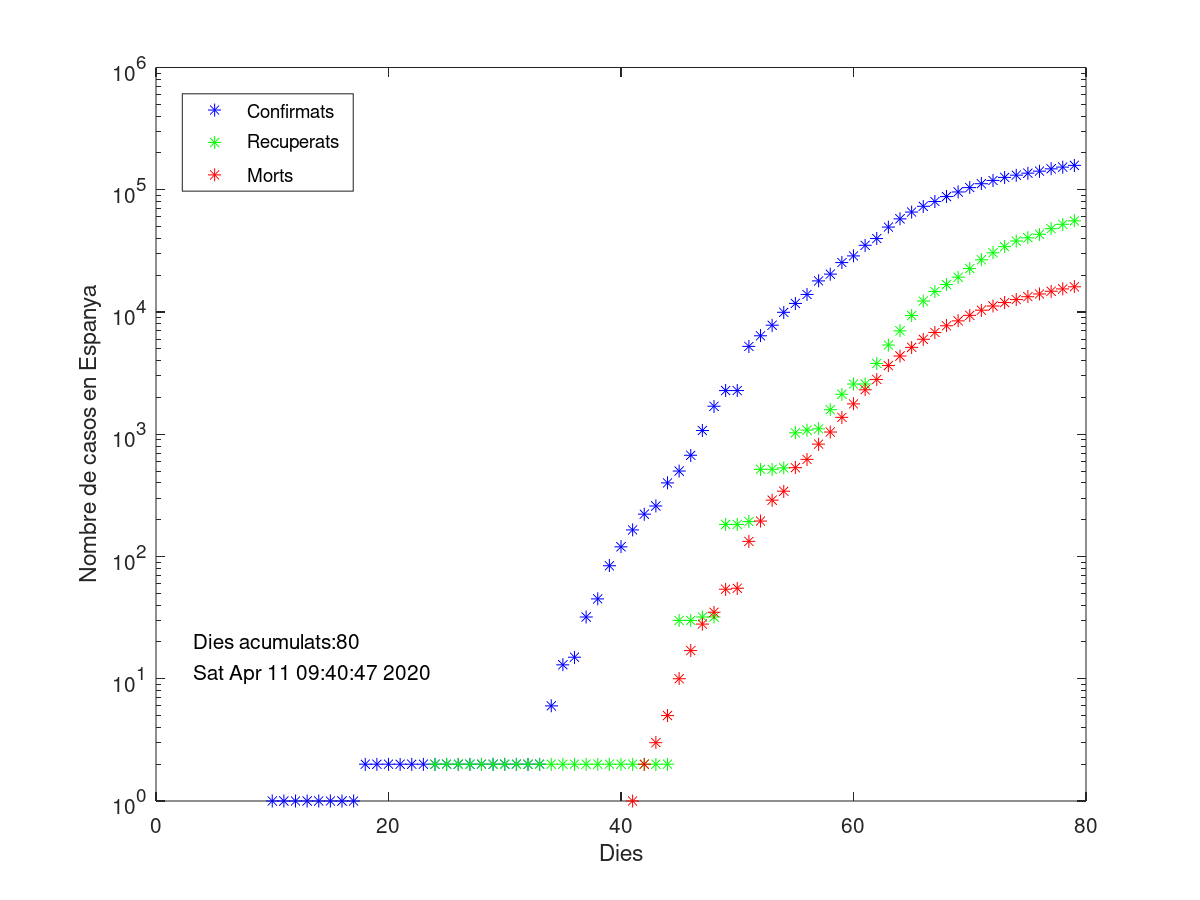 10^6
10^5
10^4
10^3
10^2
10^1
10^0
Nombre de casos en Espanya
Confirmats
Recuperats
Morts
Dies acumulats:80
Sat Apr 11 09:40:47 2020
0 20 40 60 80
Dies